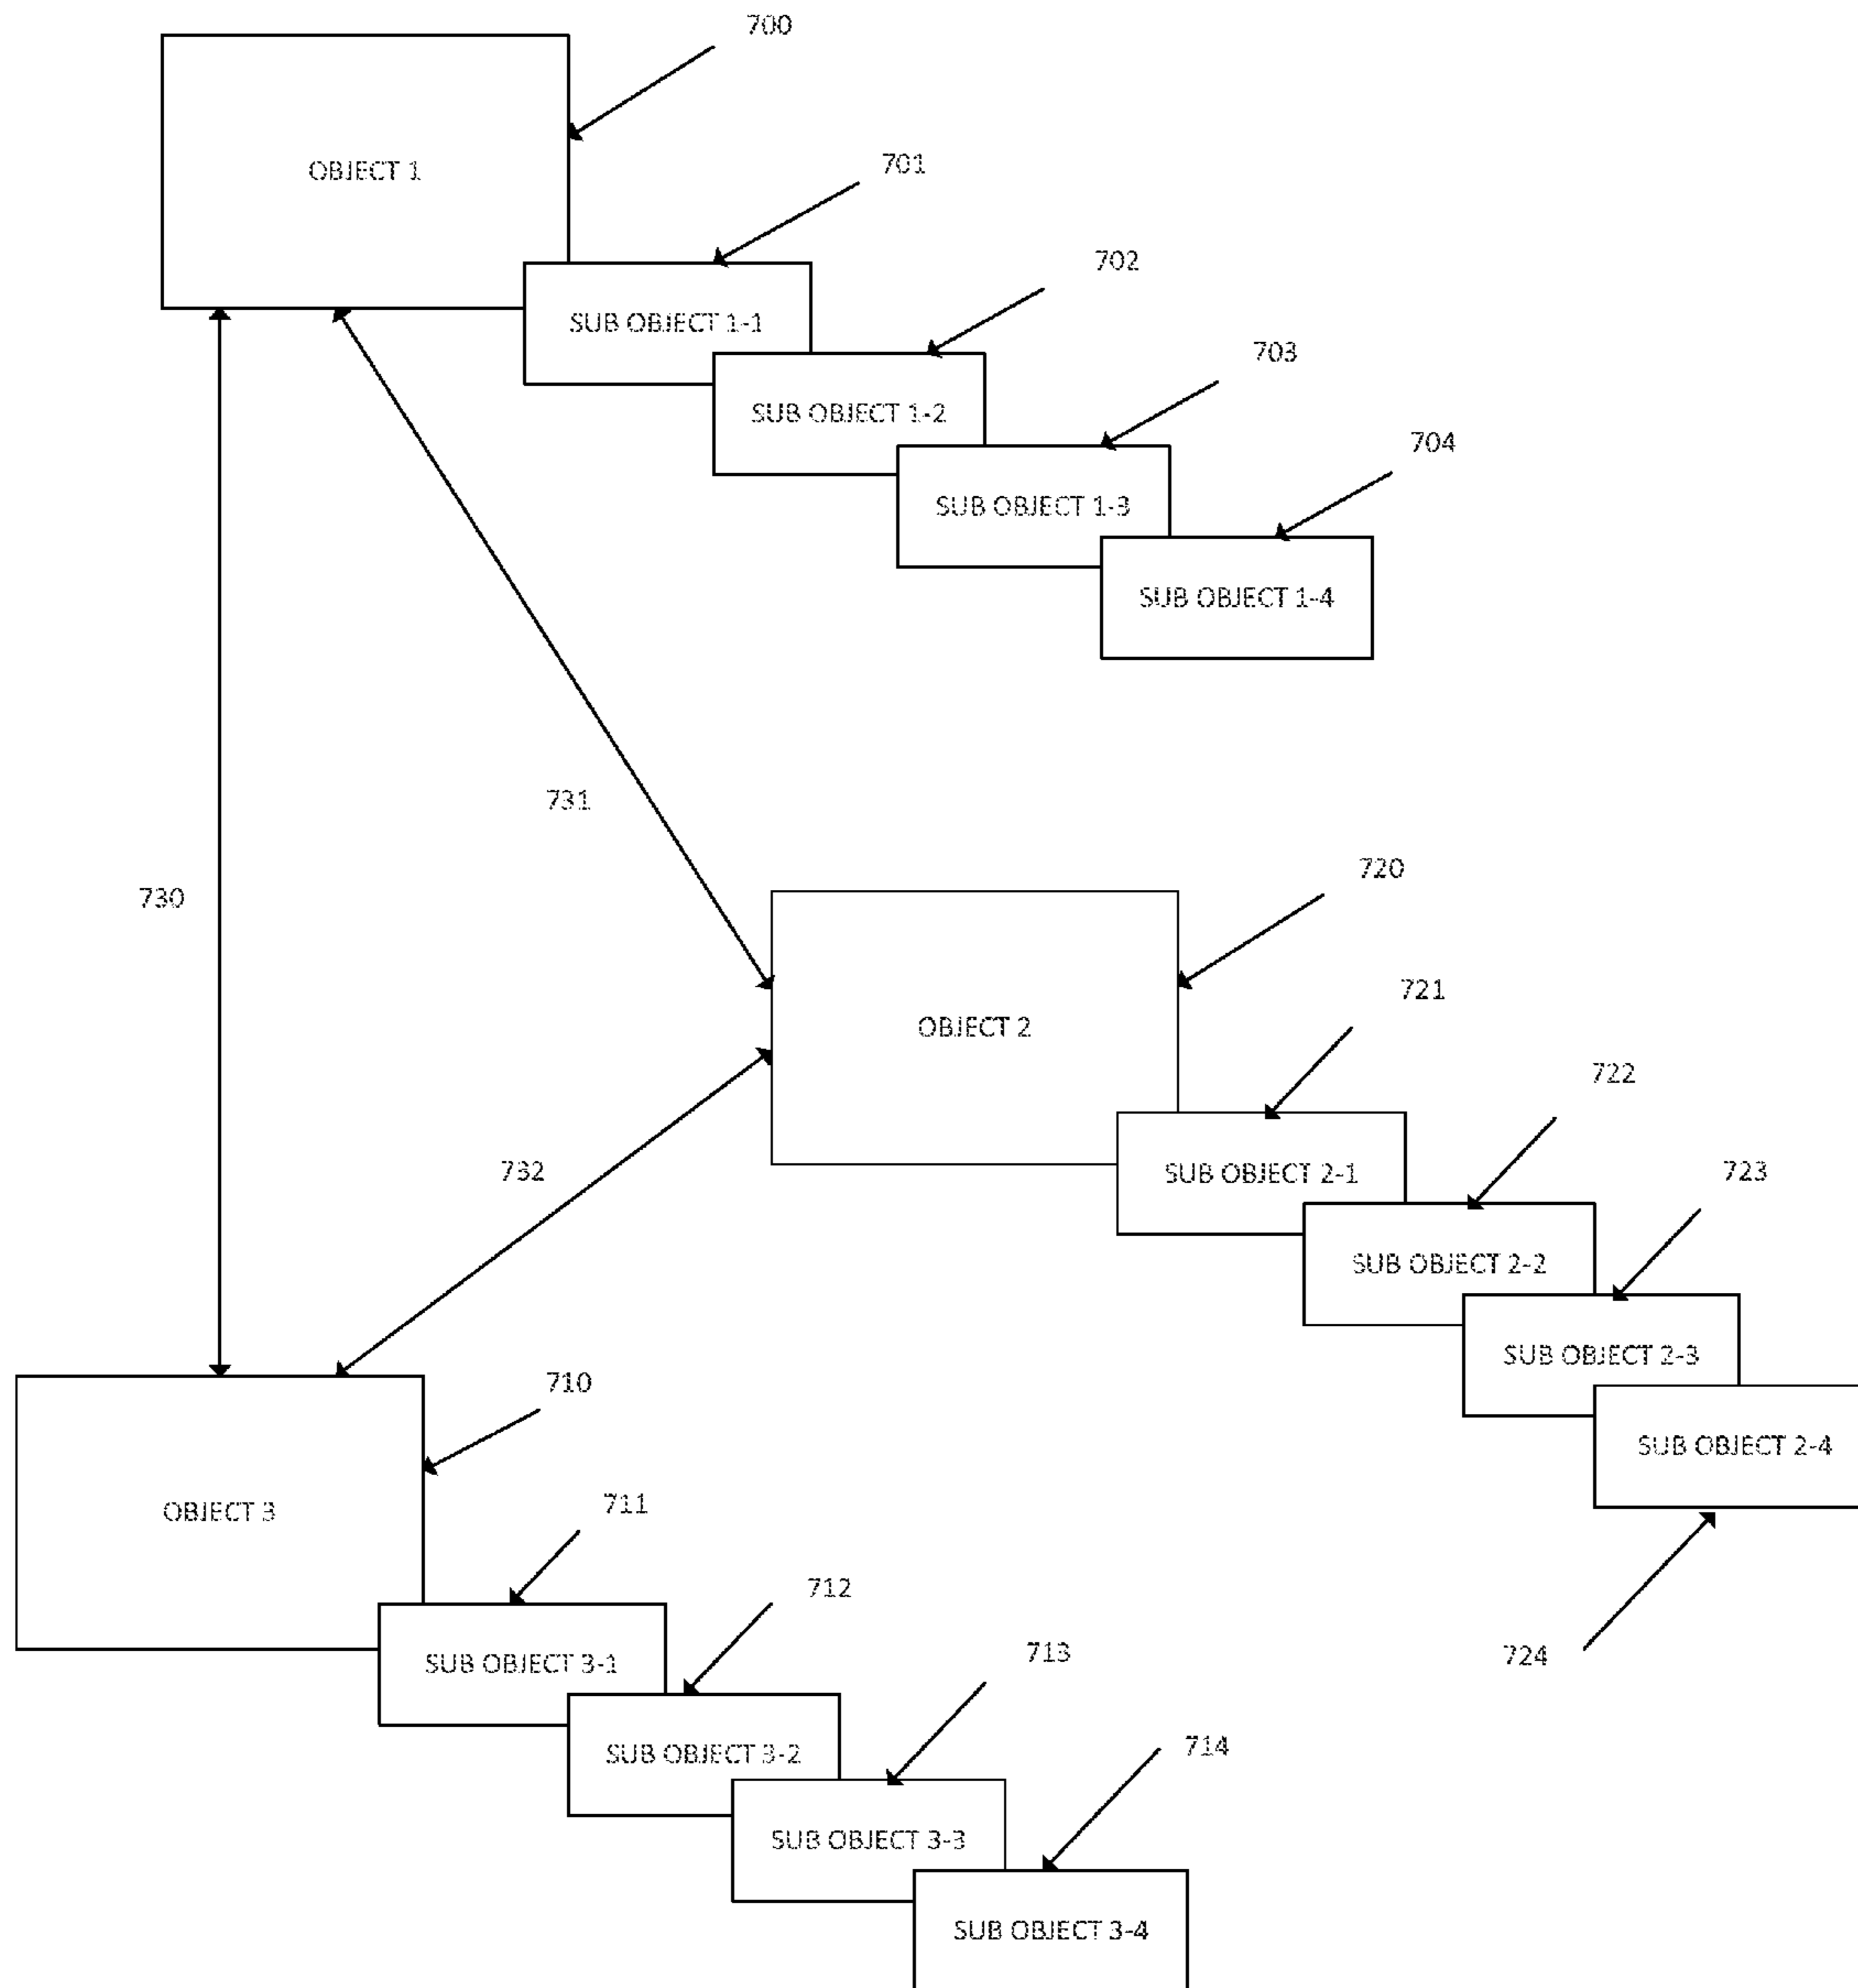 700
OBJECT 1
701
702
SUB OBJECT 1-1
703
SUB OBJECT 1-2
704
SUB OBJECT 1-3
SUB OBJECT 1-4
731
730
720
721
OBJECT 2
722
732
SUB OBJECT 2-1
723
SUB OBJECT 2-2
SUB OBJECT 2-3
710
SUB OBJECT 2-4
OBJECT 3
711
712
724
713
SUB OBJECT 3-1
714
SUB OBJECT 3-2
SUB OBJECT 3-3
SUB OBJECT 3-4